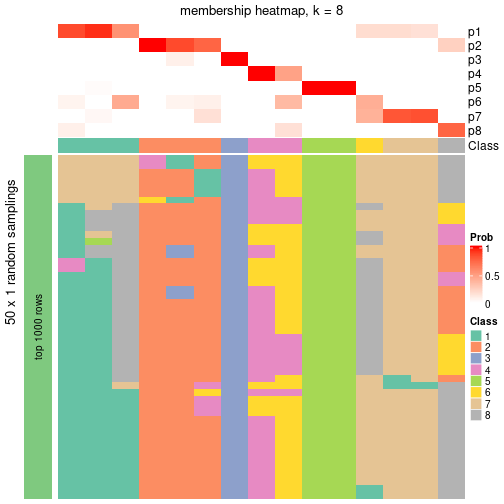 membership heatmap, k = 8
p1
p2
p3
p4
p5
p6
p7
p8
Class
50 x 1 random samplings
top 1000 rows
Prob
1
0.5
0
Class
1
2
3
4
5
6
7
8